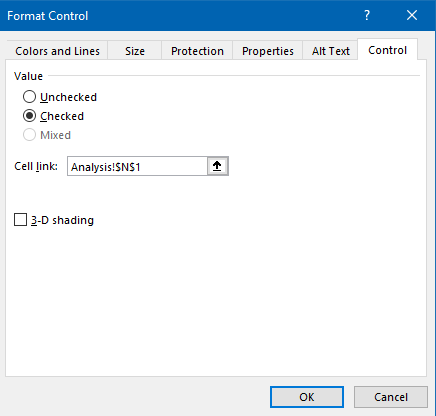 Format Control
Colors and Lines Size Protection Properties Alt Text Control
Value
Unchecked
Checked
Mixed
Cell link: Analysis!$N$1
3-D shading
OK Cancel